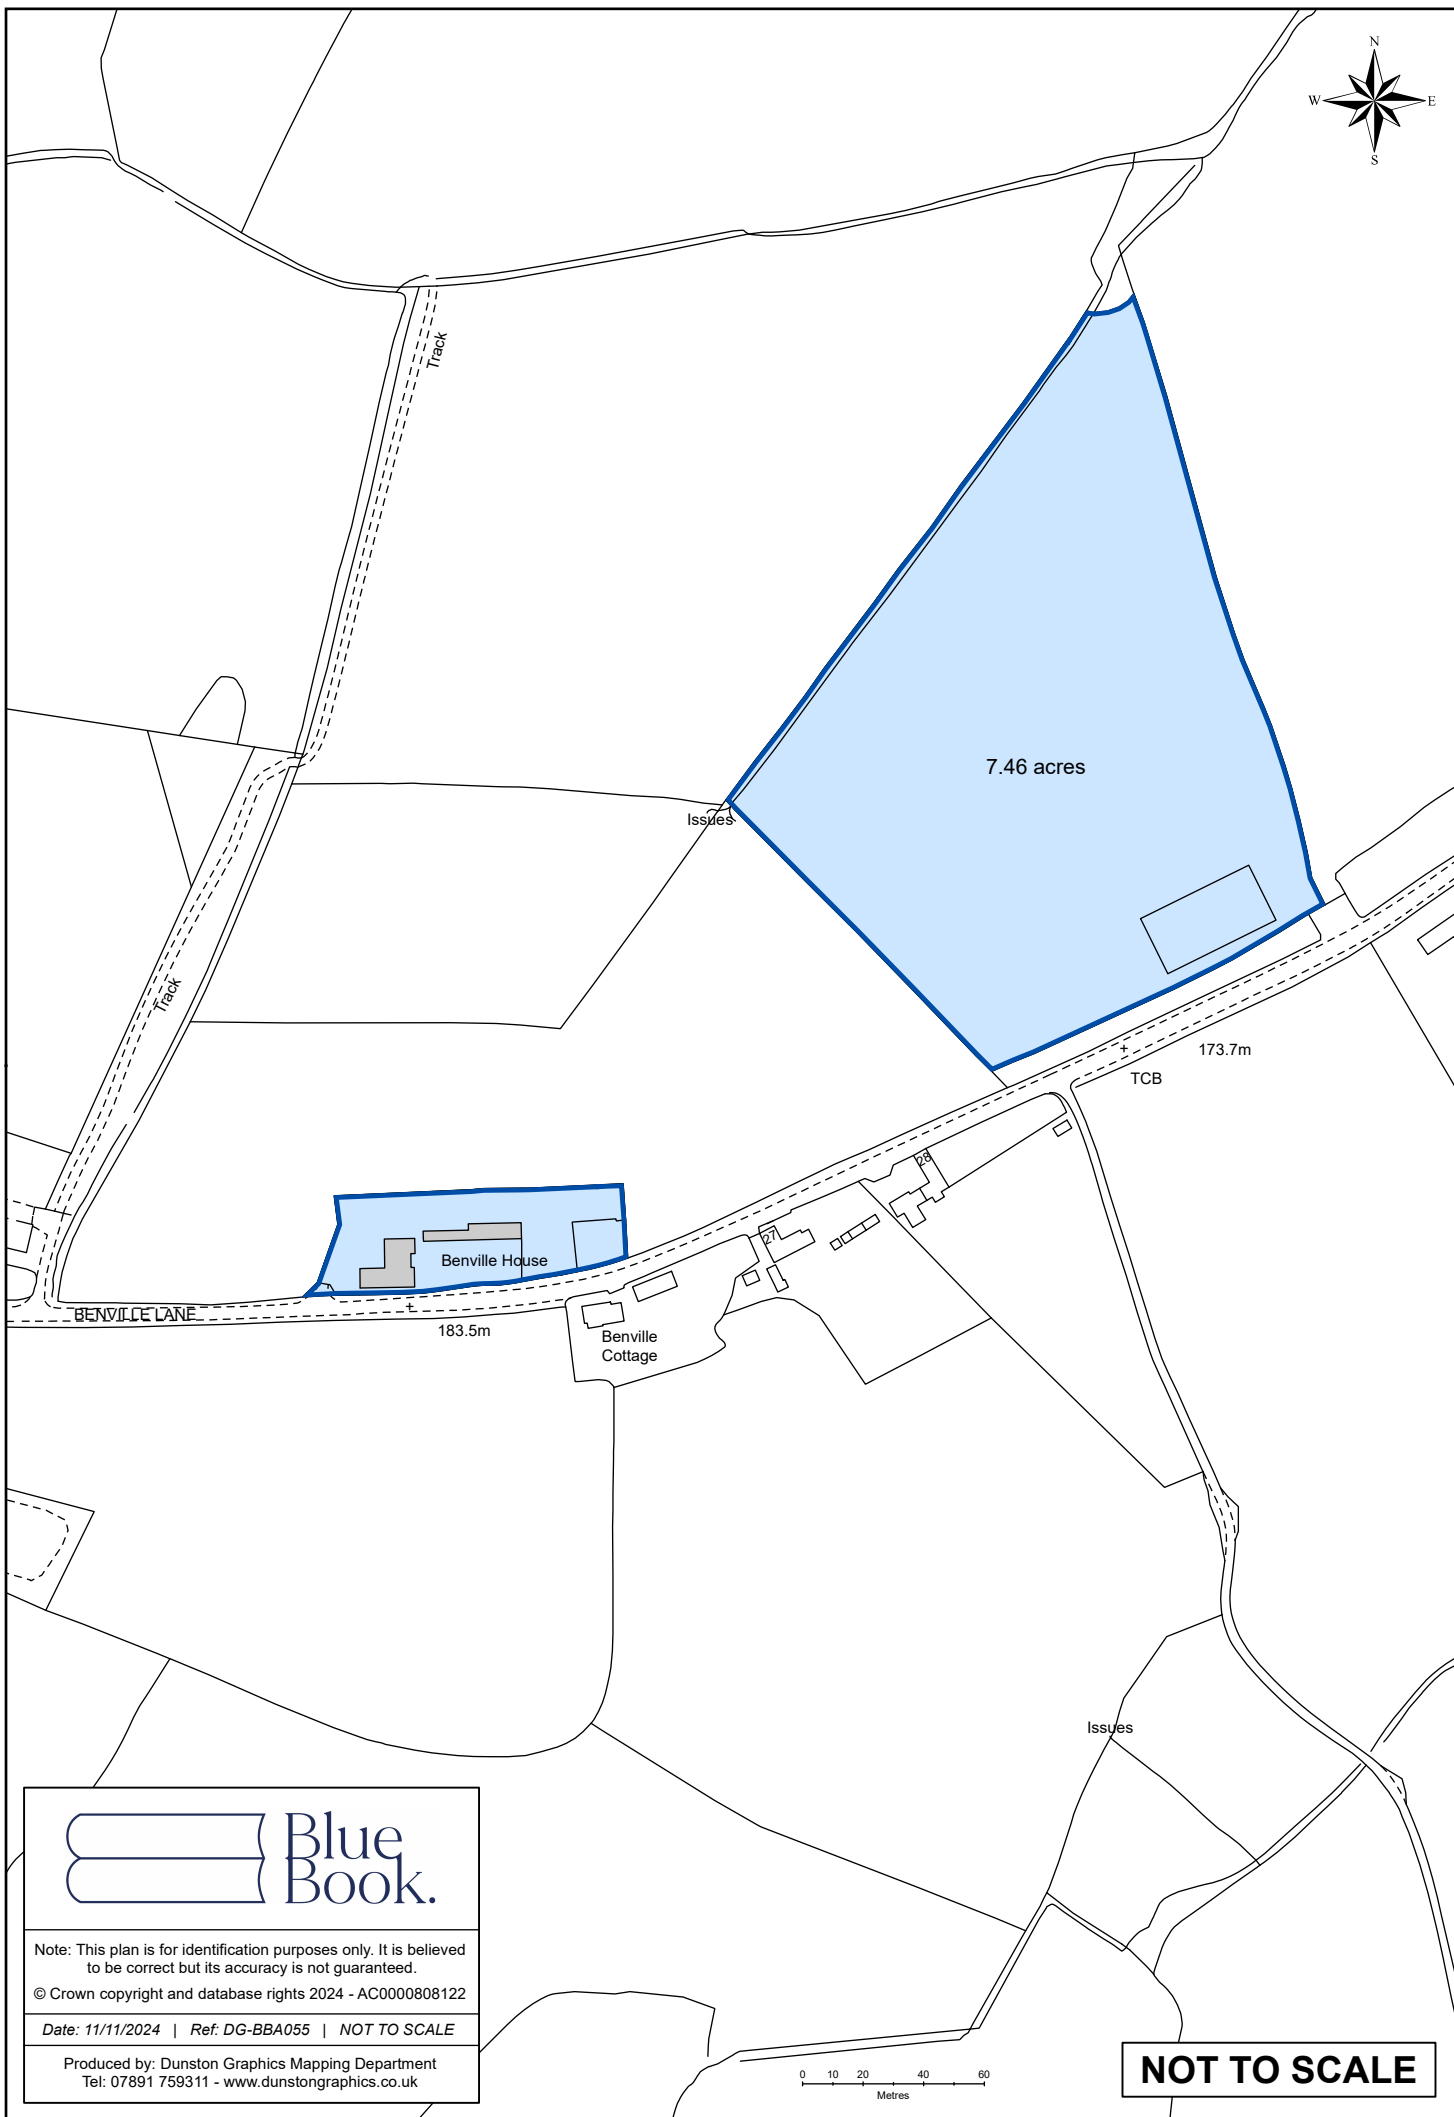 N
W E
S
Track
7.46 acres
Issues
Track
173.7m
TCB
28
27
Benville House
BENVILLE LANE
183.5m
Benville
Cottage
Issues
Blue
Book.
Note: This plan is for identification purposes only. It is believed
to be correct but its accuracy is not guaranteed.
© Crown copyright and database rights 2024 - AC0000808122
Date: 11/11/2024 | Ref: DG-BBA055 | NOT TO SCALE
Produced by: Dunston Graphics Mapping Department
Tel: 07891 759311 - www.dunstongraphics.co.uk
0 10 20 40 60
Metres
NOT TO SCALE